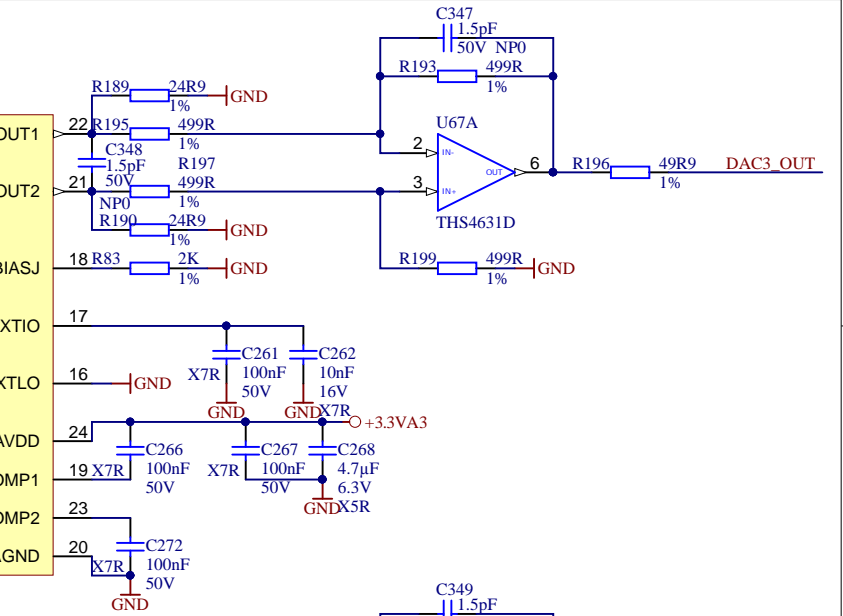 C347
1.5pF
50V NP0
R193 499R
1%
R189 24R9
GND
1%
OUT1 22 R195 499R
1%
C348
1.5pF
50V
NP0
R197
OUT2 21 499R
1%
R190 24R9
GND
1%
U67A
2 IN-
3 IN+
OUT 6
THS4631D
R196 49R9
1%
DAC3_OUT
R199 499R
GND
1%
BIASJ 18 R83 2K
GND
1%
XTIO 17
C261
X7R 100nF
50V
GND
C262
10nF
16V
X7R
GND
XTLO 16 GND
+3.3VA3
AVDD 24
C266
OMP1 19 X7R 100nF
50V
C267
X7R 100nF
50V
C268
4.7µF
6.3V
X5R
GND
OMP2 23
AGND 20
C272
X7R 100nF
50V
GND
C349
1.5pF